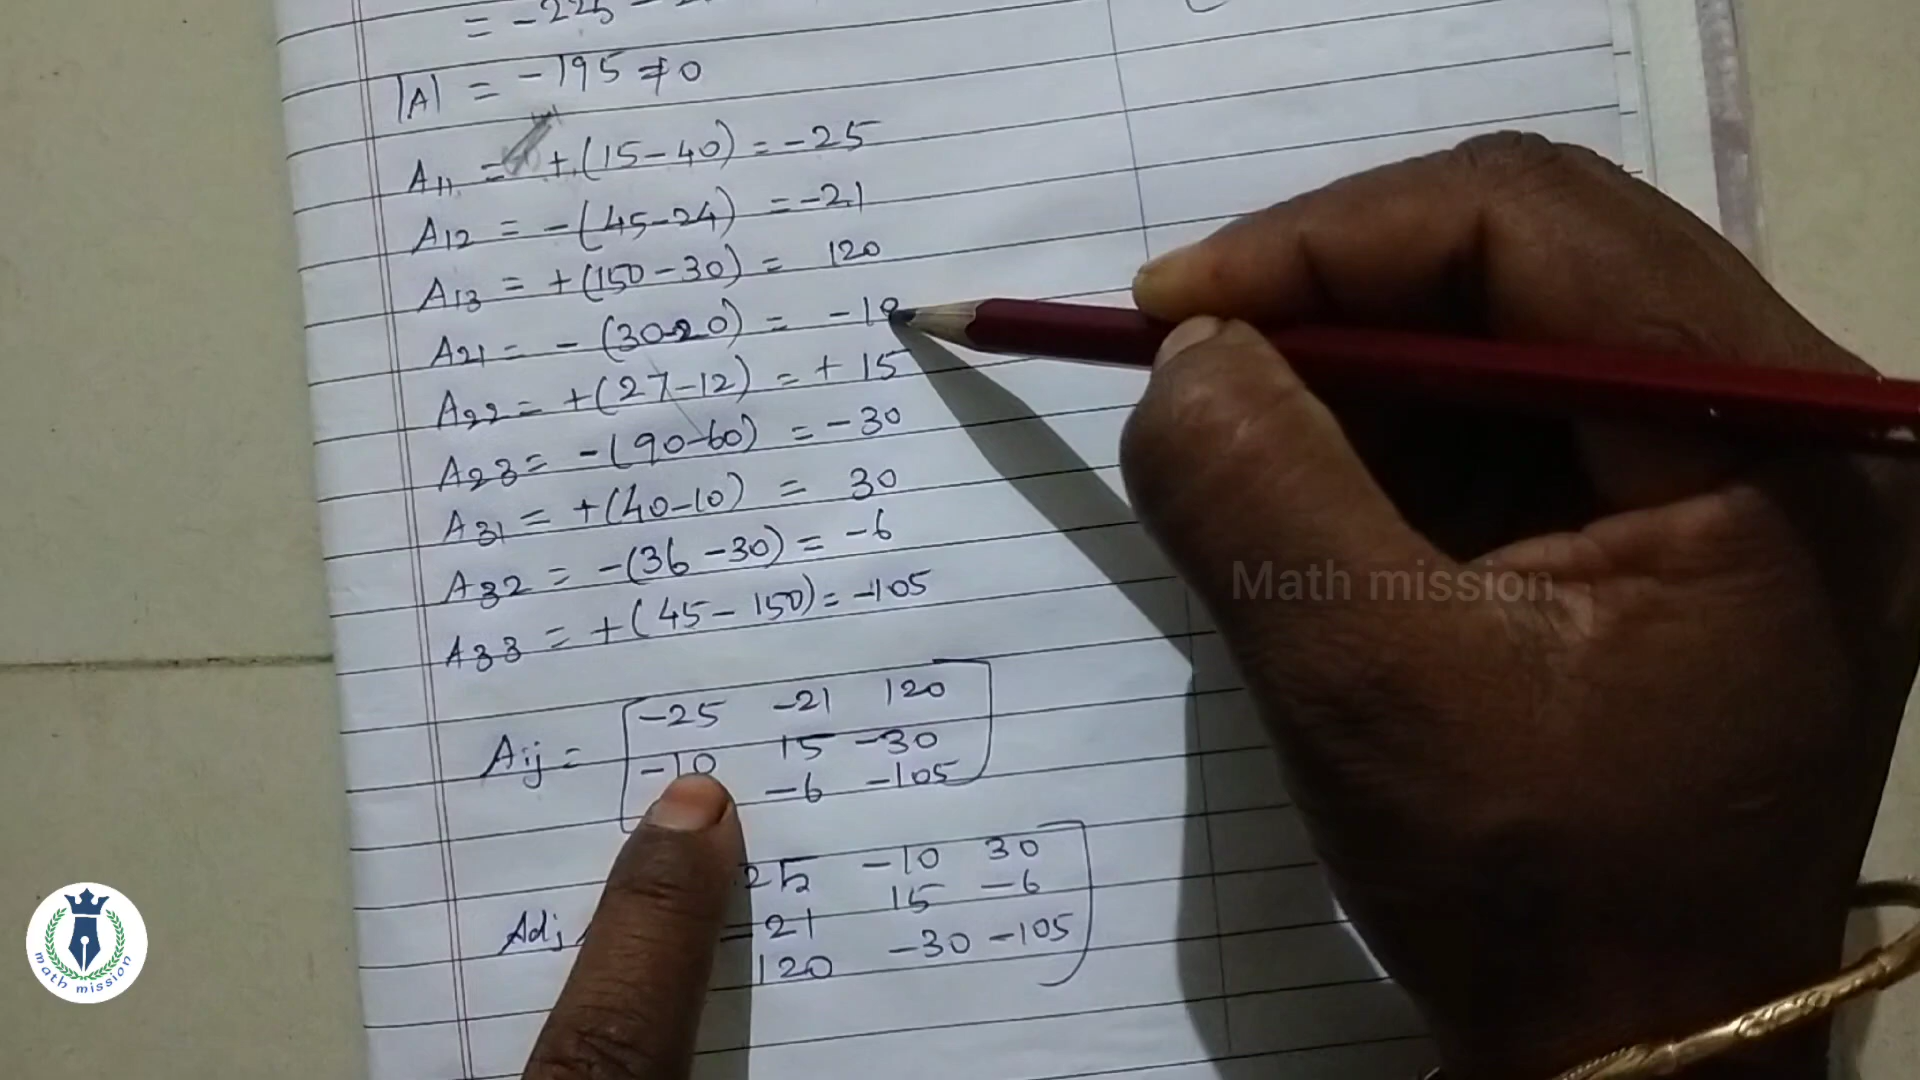 = -225
|A| = -195 ≠ 0
A11 = +(15-40) = -25
A12 = -(45-24) = -21
A13 = +(150-30) = 120
A21 = -(30-20) = -10
A22 = +(27-12) = +15
A23 = -(90-60) = -30
A31 = +(40-10) = 30
A32 = -(36-30) = -6
A33 = +(45-150) = -105
Aij = -25 -21 120
-10 15 -30
-6 -105
25 -10 30
Adj -21 15 -6
120 -30 -105
Math mission
math mission